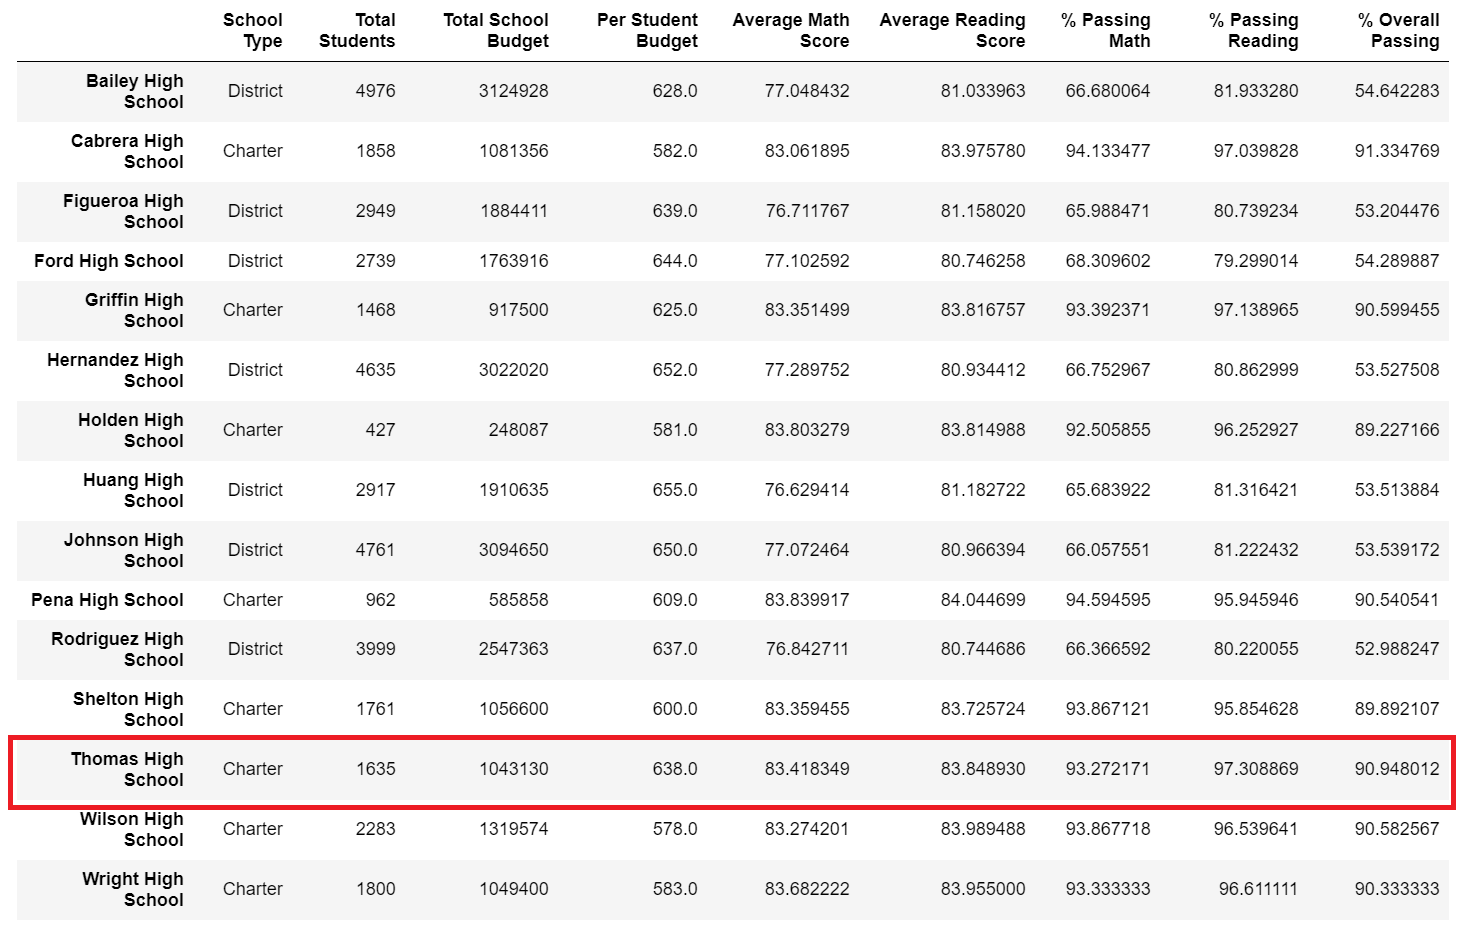 School Type Total Students Total School Budget Per Student Budget Average Math Score Average Reading Score % Passing Math % Passing Reading % Overall Passing
Bailey High School District 4976 3124928 628.0 77.048432 81.033963 66.680064 81.933280 54.642283
Cabrera High School Charter 1858 1081356 582.0 83.061895 83.975780 94.133477 97.039828 91.334769
Figueroa High School District 2949 1884411 639.0 76.711767 81.158020 65.988471 80.739234 53.204476
Ford High School District 2739 1763916 644.0 77.102592 80.746258 68.309602 79.299014 54.289887
Griffin High School Charter 1468 917500 625.0 83.351499 83.816757 93.392371 97.138965 90.599455
Hernandez High School District 4635 3022020 652.0 77.289752 80.934412 66.752967 80.862999 53.527508
Holden High School Charter 427 248087 581.0 83.803279 83.814988 92.505855 96.252927 89.227166
Huang High School District 2917 1910635 655.0 76.629414 81.182722 65.683922 81.316421 53.513884
Johnson High School District 4761 3094650 650.0 77.072464 80.966394 66.057551 81.222432 53.539172
Pena High School Charter 962 585858 609.0 83.839917 84.044699 94.594595 95.945946 90.540541
Rodriguez High School District 3999 2547363 637.0 76.842711 80.744686 66.366592 80.220055 52.988247
Shelton High School Charter 1761 1056600 600.0 83.359455 83.725724 93.867121 95.854628 89.892107
Thomas High School Charter 1635 1043130 638.0 83.418349 83.848930 93.272171 97.308869 90.948012
Wilson High School Charter 2283 1319574 578.0 83.274201 83.989488 93.867718 96.539641 90.582567
Wright High School Charter 1800 1049400 583.0 83.682222 83.955000 93.333333 96.611111 90.333333